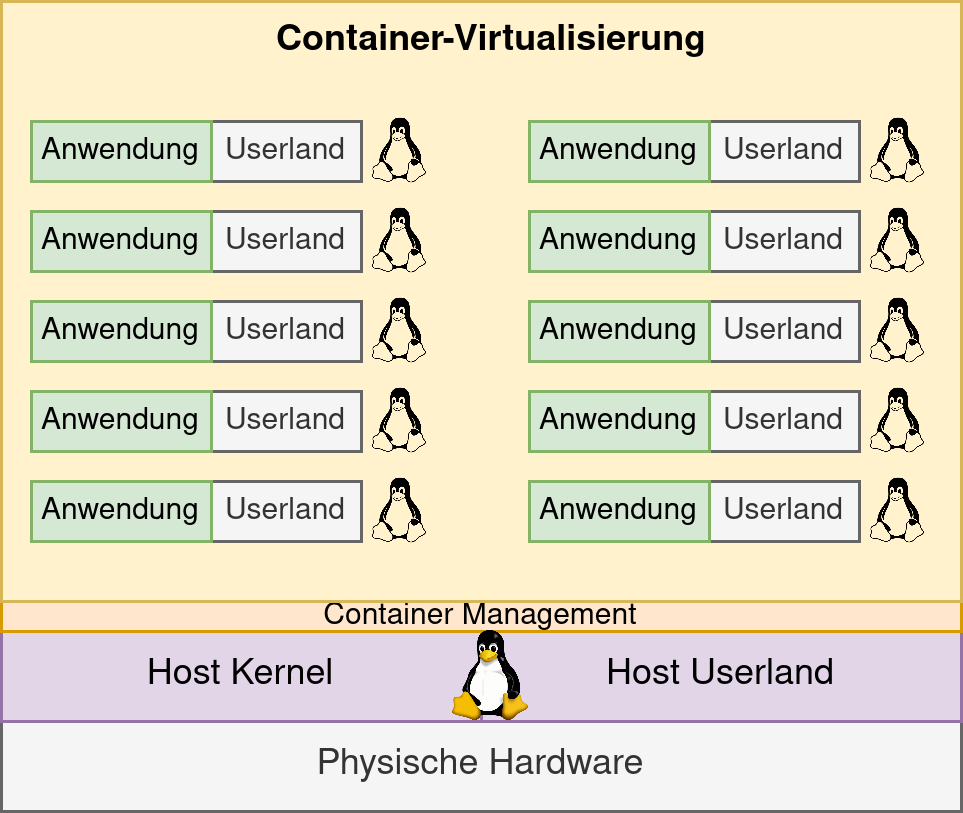 Container-Virtualisierung
Anwendung Userland Anwendung Userland
Anwendung Userland Anwendung Userland
Anwendung Userland Anwendung Userland
Anwendung Userland Anwendung Userland
Anwendung Userland Anwendung Userland
Container Management
Host Kernel Host Userland
Physische Hardware